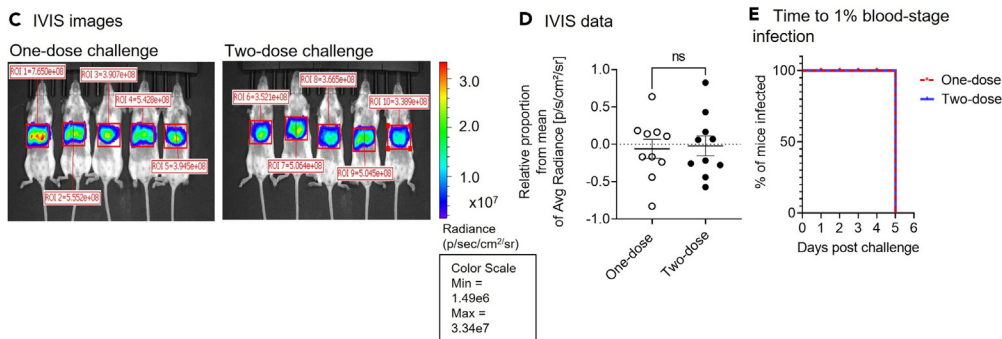 C IVIS images
One-dose challenge
Two-dose challenge
ROI 1=7.650e+08
ROI 3=3.907e+08
ROI 4=5.428e+08
ROI 2=5.552e+08
ROI 5=3.945e+08
ROI 6=3.521e+08
ROI 8=3.665e+08
ROI 10=3.389e+08
ROI 7=5.064e+08
ROI 9=5.045e+08
3.0
2.0
1.0
x10⁷
Radiance
(p/sec/cm²/sr)
Color Scale
Min =
1.49e6
Max =
3.34e7
D IVIS data
ns
Relative proportion
from mean
of Avg Radiance [p/s/cm²/sr]
1.0
0.5
0.0
-0.5
-1.0
One-dose
Two-dose
E Time to 1% blood-stage
infection
% of mice infected
100
50
0
0 1 2 3 4 5 6
Days post challenge
One-dose
Two-dose